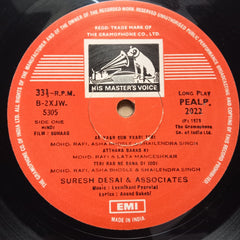 REGD. TRADE MARK OF
THE GRAMOPHONE CO. LTD.
HIS MASTER'S VOICE
33⅓-R.P.M.
B-2XJW.
5305
SIDE ONE
HINDI
FILM : SUHAAG
LONG PLAY
PEALP.
2022
℗ 1979
The Gramophone
Co. of India Ltd.
MOHD. RAFI, ASHA BHOSLE & SHAILENDRA SINGH
ATTHRA BARAS KI
MOHD. RAFI & LATA MANGESHKAR
TERI RAB NE BANA DI JODI
MOHD. RAFI, ASHA BHOSLE & SHAILENDRA SINGH
SURESH DESAI & ASSOCIATES
Music : Laxmikant Pyarelal
Lyrics : Anand Bakshi
EMI
MADE IN INDIA